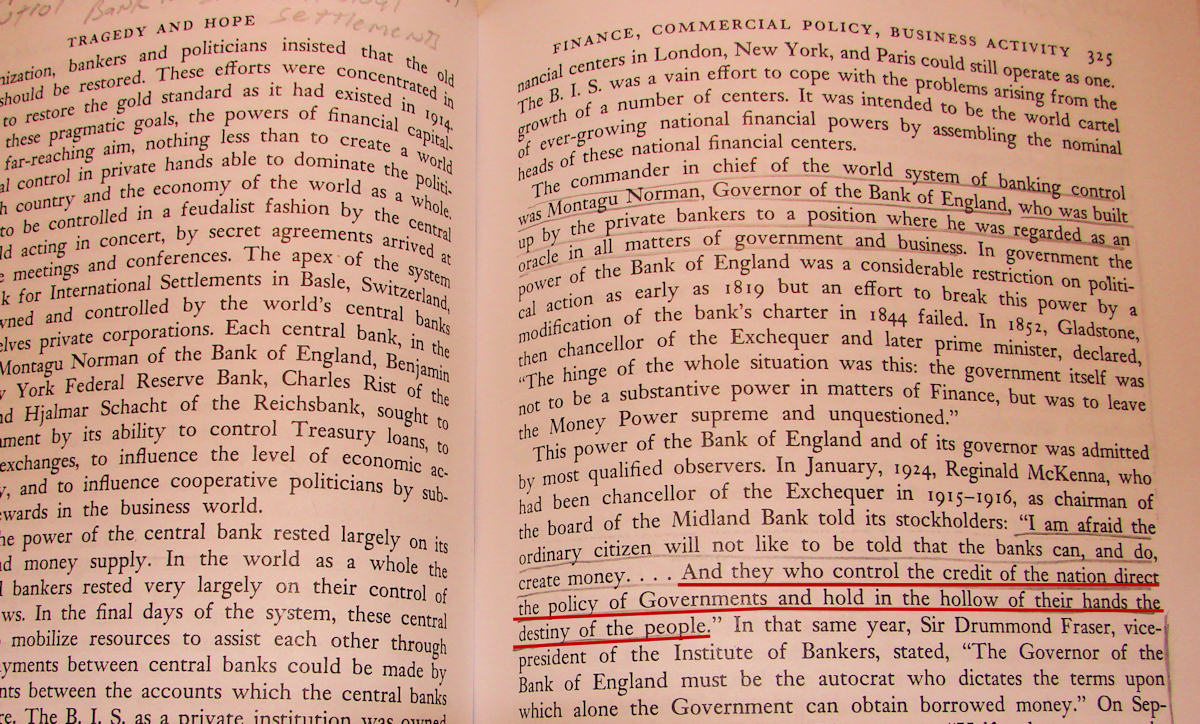 Bank
settlements
TRAGEDY AND HOPE
nization, bankers and politicians insisted that the old
should be restored. These efforts were concentrated in
to restore the gold standard as it had existed in 1914.
these pragmatic goals, the powers of financial capital-
far-reaching aim, nothing less than to create a world
al control in private hands able to dominate the politi-
h country and the economy of the world as a whole.
to be controlled in a feudalist fashion by the central
ld acting in concert, by secret agreements arrived at
e meetings and conferences. The apex of the system
k for International Settlements in Basle, Switzerland,
wned and controlled by the world's central banks
elves private corporations. Each central bank, in the
Montagu Norman of the Bank of England, Benjamin
w York Federal Reserve Bank, Charles Rist of the
nd Hjalmar Schacht of the Reichsbank, sought to
nment by its ability to control Treasury loans, to
exchanges, to influence the level of economic ac-
y, and to influence cooperative politicians by sub-
ewards in the business world.
he power of the central bank rested largely on its
nd money supply. In the world as a whole the
l bankers rested very largely on their control of
ws. In the final days of the system, these central
mobilize resources to assist each other through
yments between central banks could be made by
nts between the accounts which the central banks
re. The B. I. S. as a private institution was owned
FINANCE, COMMERCIAL POLICY, BUSINESS ACTIVITY 325
nancial centers in London, New York, and Paris could still operate as one.
The B. I. S. was a vain effort to cope with the problems arising from the
growth of a number of centers. It was intended to be the world cartel
of ever-growing national financial powers by assembling the nominal
heads of these national financial centers.
The commander in chief of the world system of banking control
was Montagu Norman, Governor of the Bank of England, who was built
up by the private bankers to a position where he was regarded as an
oracle in all matters of government and business. In government the
power of the Bank of England was a considerable restriction on politi-
cal action as early as 1819 but an effort to break this power by a
modification of the bank's charter in 1844 failed. In 1852, Gladstone,
then chancellor of the Exchequer and later prime minister, declared,
"The hinge of the whole situation was this: the government itself was
not to be a substantive power in matters of Finance, but was to leave
the Money Power supreme and unquestioned."
This power of the Bank of England and of its governor was admitted
by most qualified observers. In January, 1924, Reginald McKenna, who
had been chancellor of the Exchequer in 1915–1916, as chairman of
the board of the Midland Bank told its stockholders: "I am afraid the
ordinary citizen will not like to be told that the banks can, and do,
create money. . . . And they who control the credit of the nation direct
the policy of Governments and hold in the hollow of their hands the
destiny of the people." In that same year, Sir Drummond Fraser, vice-
president of the Institute of Bankers, stated, "The Governor of the
Bank of England must be the autocrat who dictates the terms upon
which alone the Government can obtain borrowed money." On Sep-